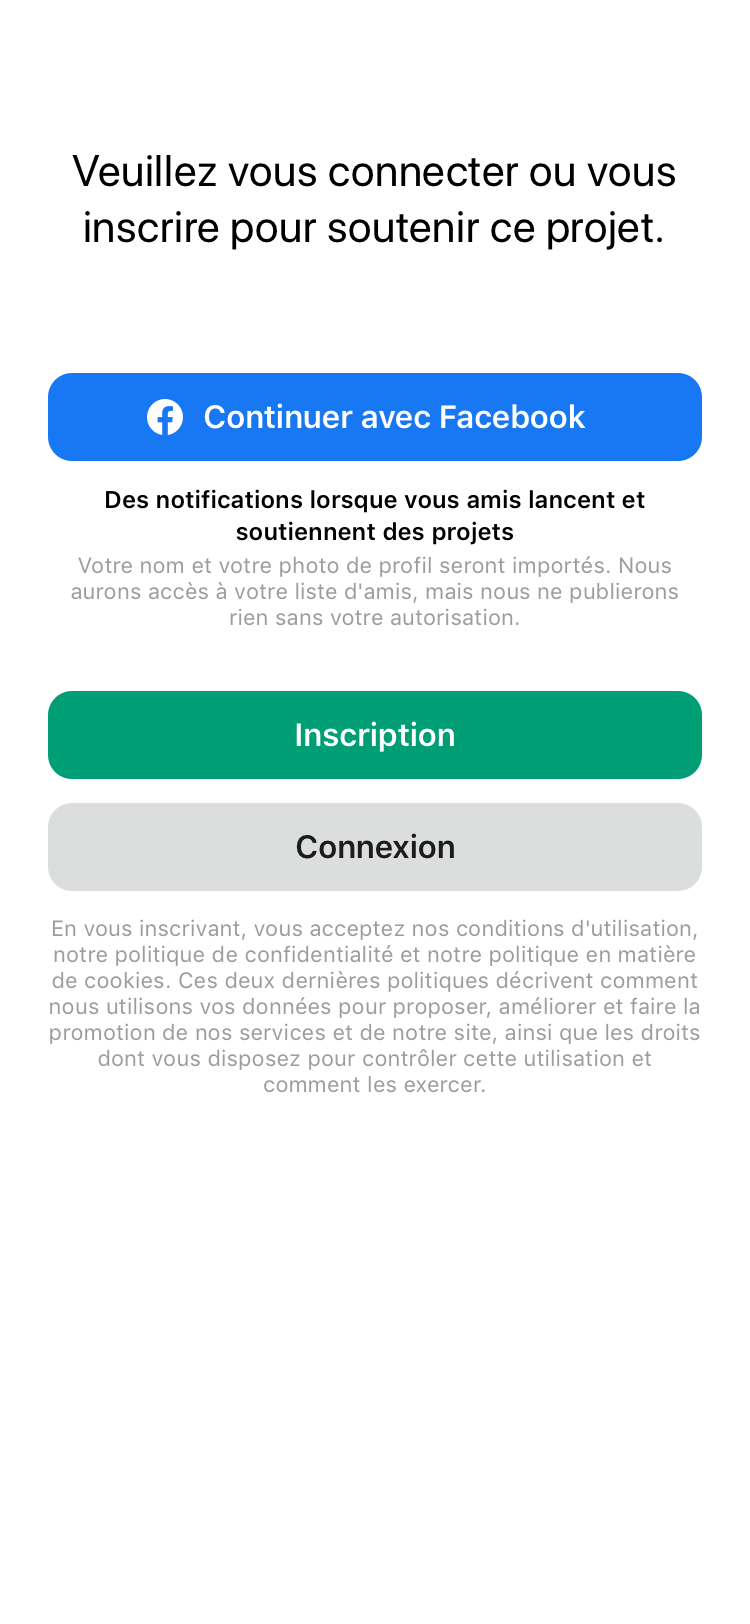 Veuillez vous connecter ou vous
inscrire pour soutenir ce projet.
Continuer avec Facebook
Des notifications lorsque vous amis lancent et
soutiennent des projets
Votre nom et votre photo de profil seront importés. Nous
aurons accès à votre liste d'amis, mais nous ne publierons
rien sans votre autorisation.
Inscription
Connexion
En vous inscrivant, vous acceptez nos conditions d'utilisation,
notre politique de confidentialité et notre politique en matière
de cookies. Ces deux dernières politiques décrivent comment
nous utilisons vos données pour proposer, améliorer et faire la
promotion de nos services et de notre site, ainsi que les droits
dont vous disposez pour contrôler cette utilisation et
comment les exercer.